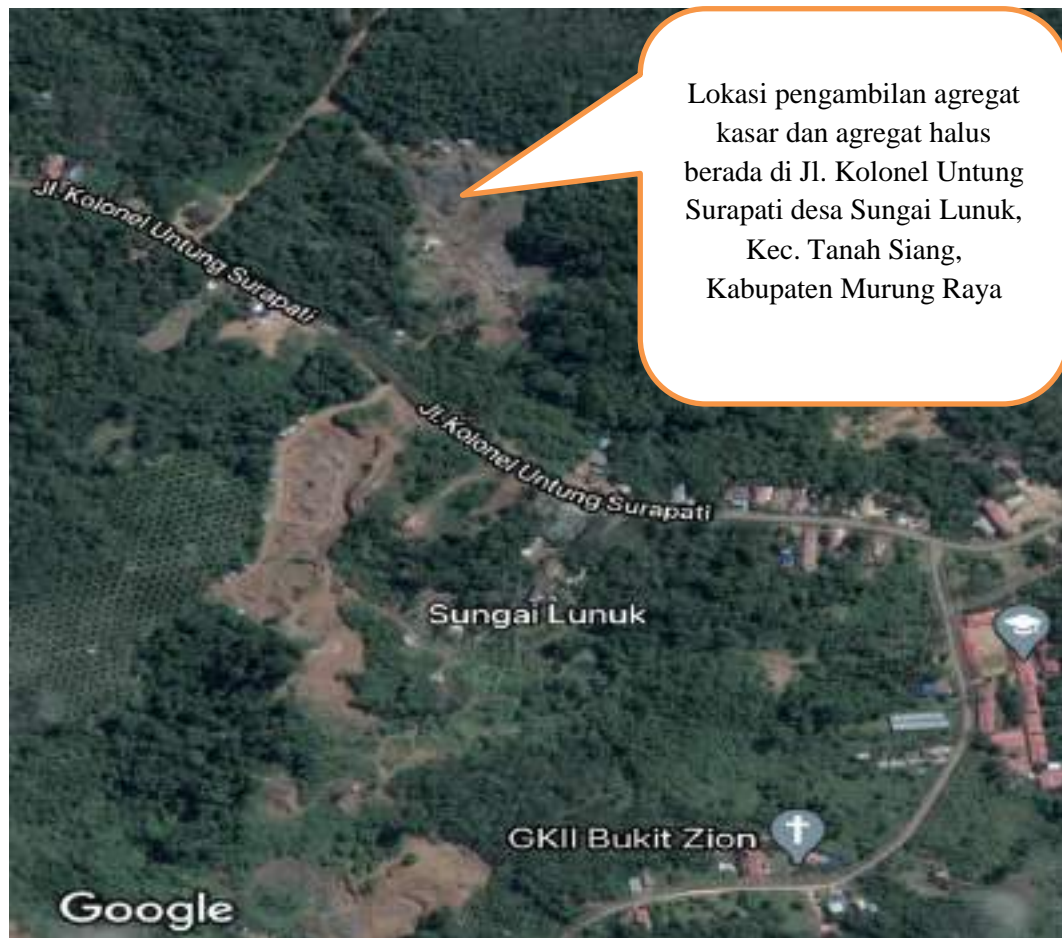 Lokasi pengambilan agregat
kasar dan agregat halus
berada di Jl. Kolonel Untung
Surapati desa Sungai Lunuk,
Kec. Tanah Siang,
Kabupaten Murung Raya
Jl. Kolonel Untung Surapati
Jl. Kolonel Untung Surapati
Sungai Lunuk
GKII Bukit Zion
Google